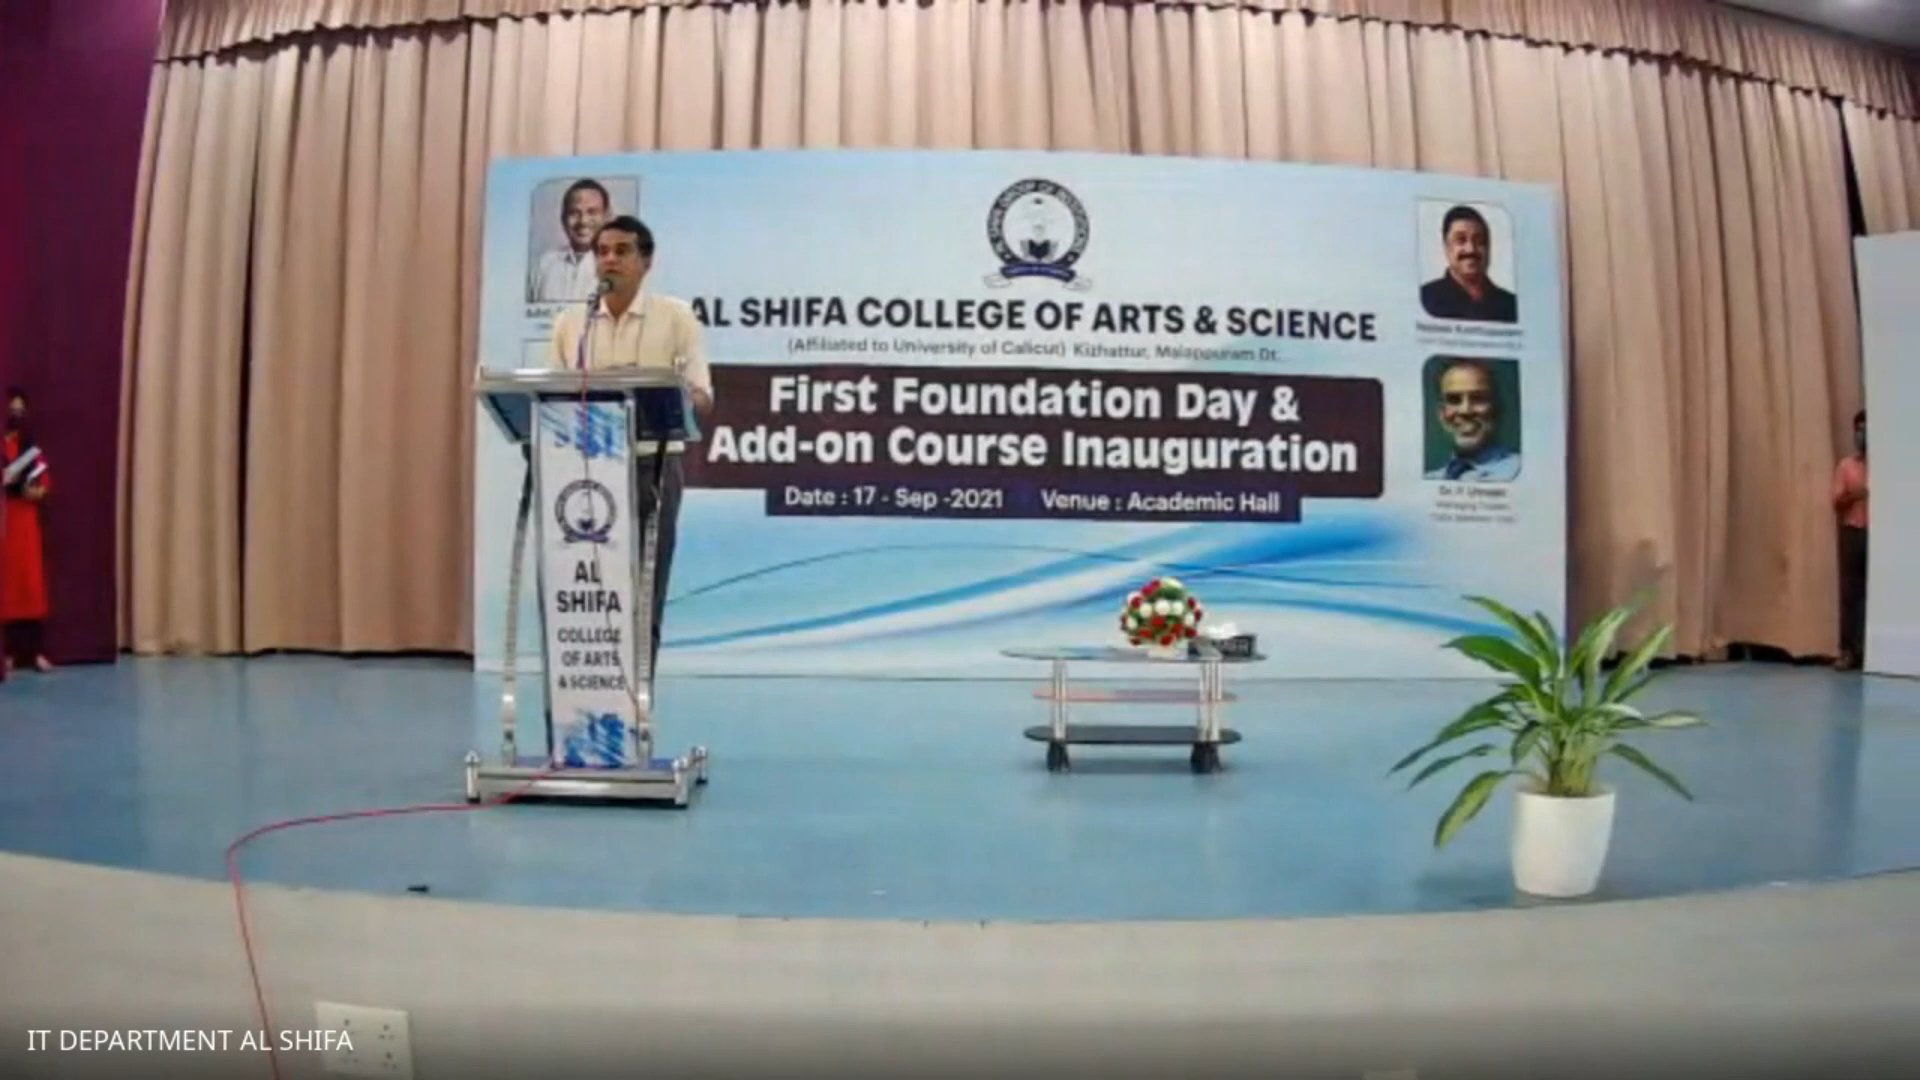 AL SHIFA COLLEGE OF ARTS & SCIENCE
(Affiliated to University of Calicut) Kizhattur, Malappuram Dt.
First Foundation Day &
Add-on Course Inauguration
Date : 17 - Sep -2021 Venue : Academic Hall
AL
SHIFA
COLLEGE
OF ARTS
& SCIENCE
IT DEPARTMENT AL SHIFA